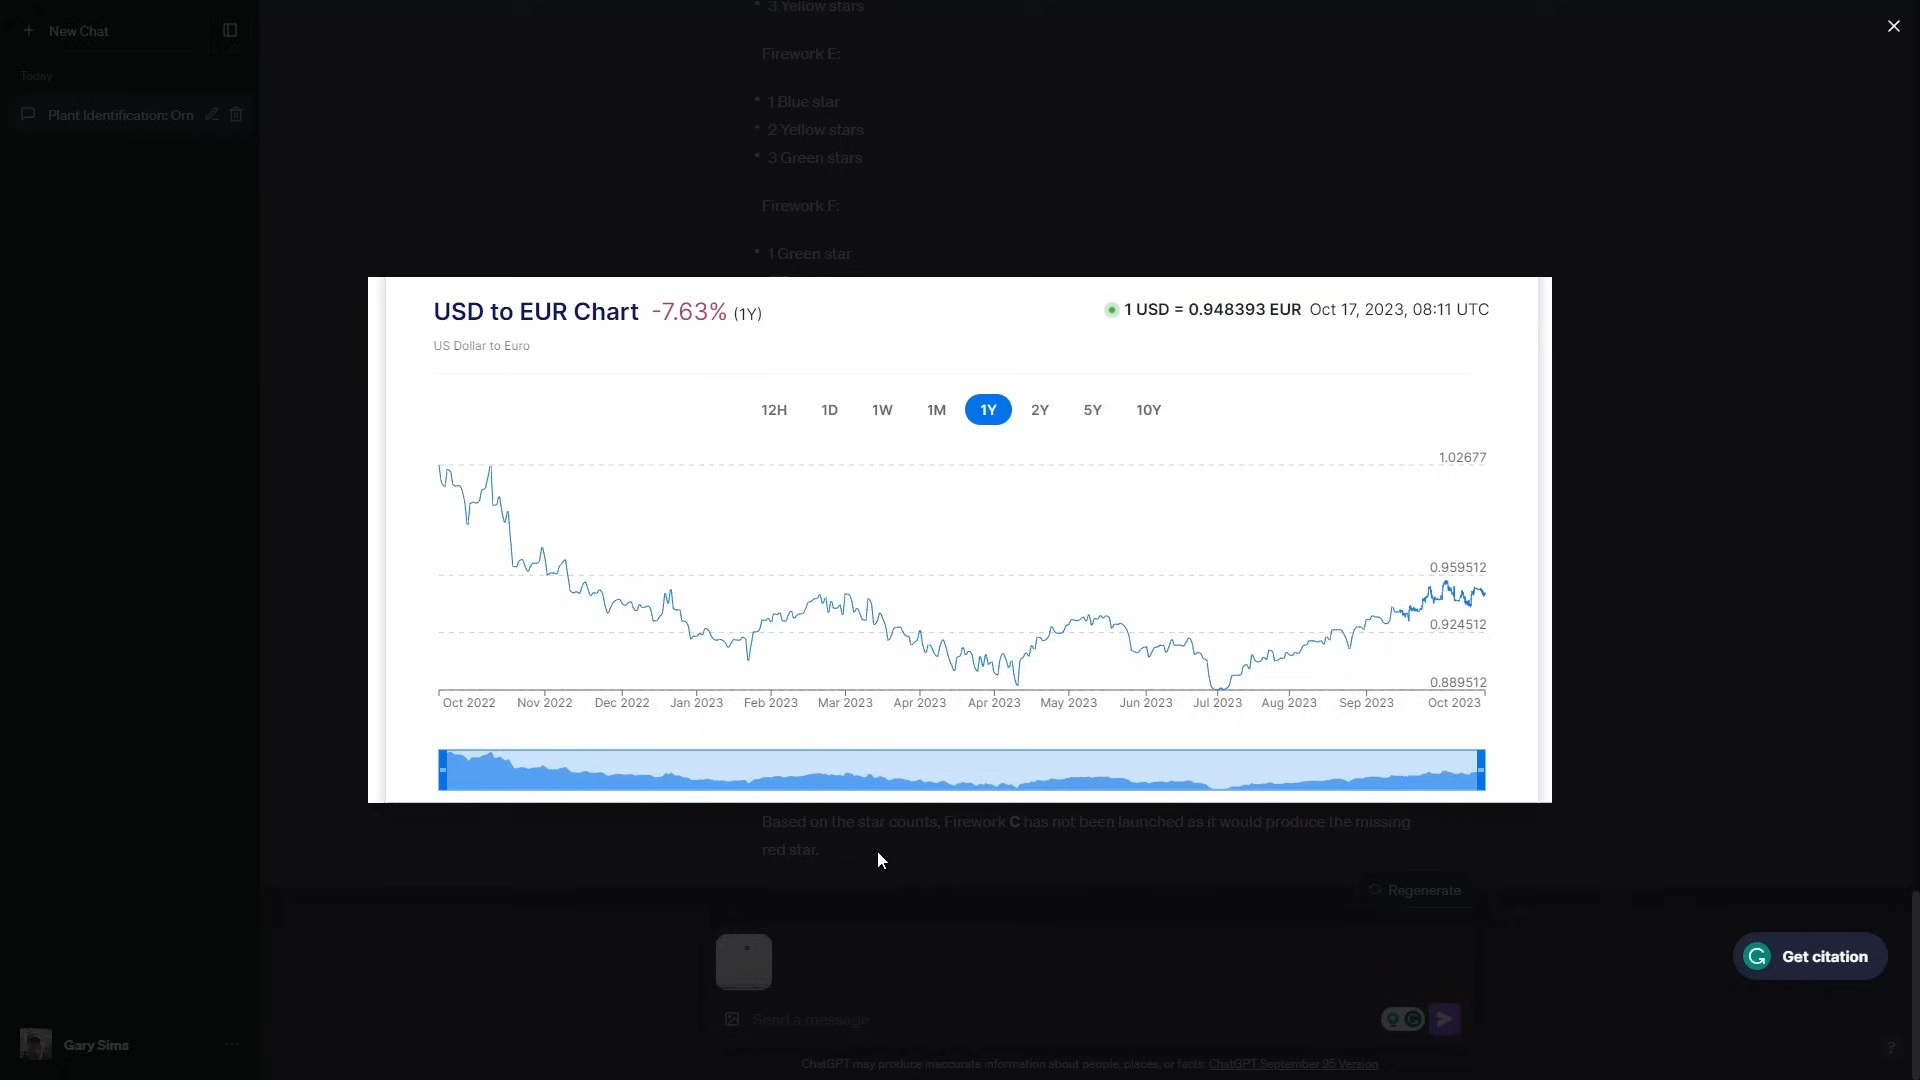 3 Yellow stars
New Chat
Firework E:
Today
1 Blue star
Plant Identification: Orn
2 Yellow stars
3 Green stars
Firework F:
1 Green star
USD to EUR Chart -7.63% (1Y)
1 USD = 0.948393 EUR Oct 17, 2023, 08:11 UTC
US Dollar to Euro
12H 1D 1W 1M 1Y 2Y 5Y 10Y
1.02677
0.959512
0.924512
0.889512
Oct 2022 Nov 2022 Dec 2022 Jan 2023 Feb 2023 Mar 2023 Apr 2023 Apr 2023 May 2023 Jun 2023 Jul 2023 Aug 2023 Sep 2023 Oct 2023
Based on the star counts, Firework C has not been launched as it would produce the missing
red star.
Regenerate
Get citation
Send a message
Gary Sims
ChatGPT may produce inaccurate information about people, places, or facts. ChatGPT September 25 Version